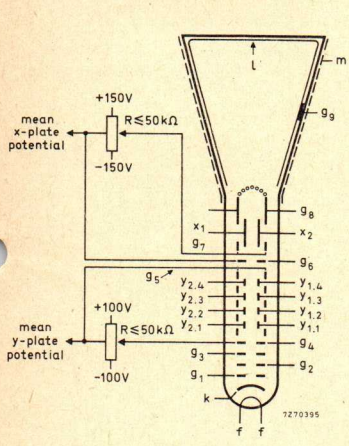 l
m
g9
+150V
R≤50kΩ
mean
x-plate
potential
-150V
g8
x1
x2
g7
g6
g5
y2.4
y1.4
y2.3
y1.3
y2.2
y1.2
y2.1
y1.1
+100V
mean
y-plate
potential
R≤50kΩ
-100V
g4
g3
g2
g1
k
7Z70395
f f